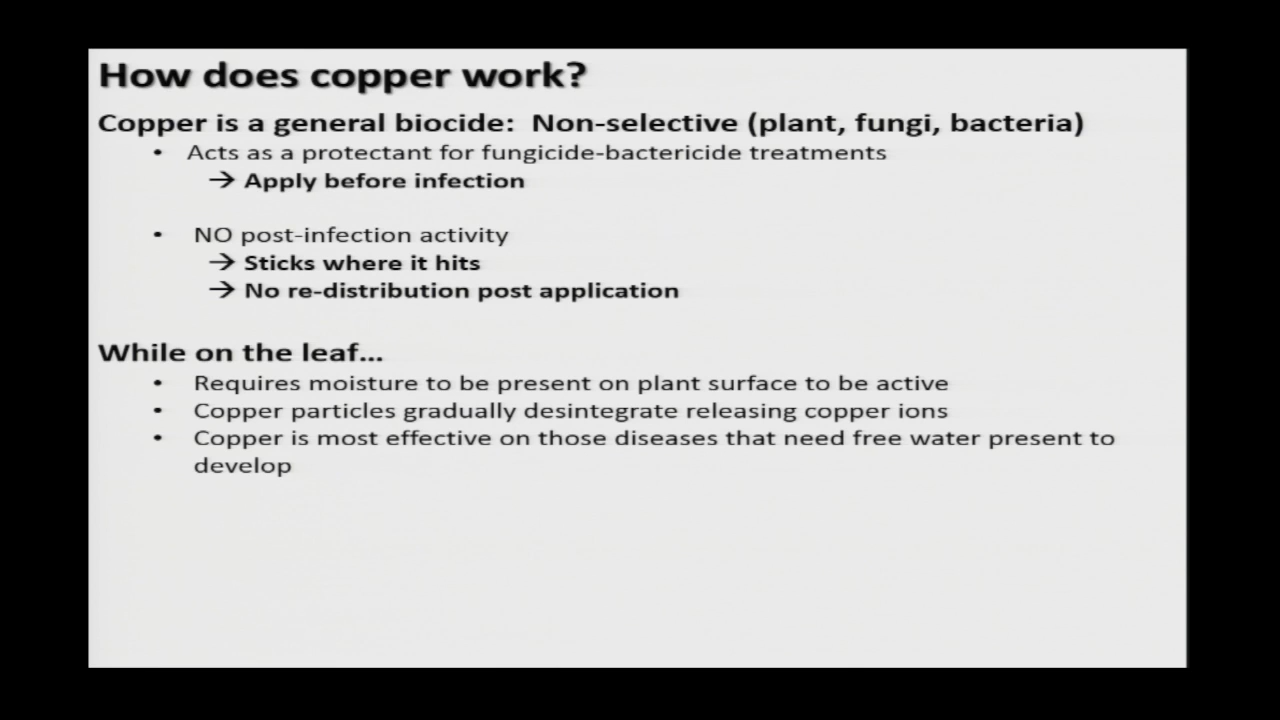 How does copper work?
Copper is a general biocide: Non-selective (plant, fungi, bacteria)
• Acts as a protectant for fungicide-bactericide treatments
→ Apply before infection
• NO post-infection activity
→ Sticks where it hits
→ No re-distribution post application
While on the leaf...
• Requires moisture to be present on plant surface to be active
• Copper particles gradually desintegrate releasing copper ions
• Copper is most effective on those diseases that need free water present to
develop